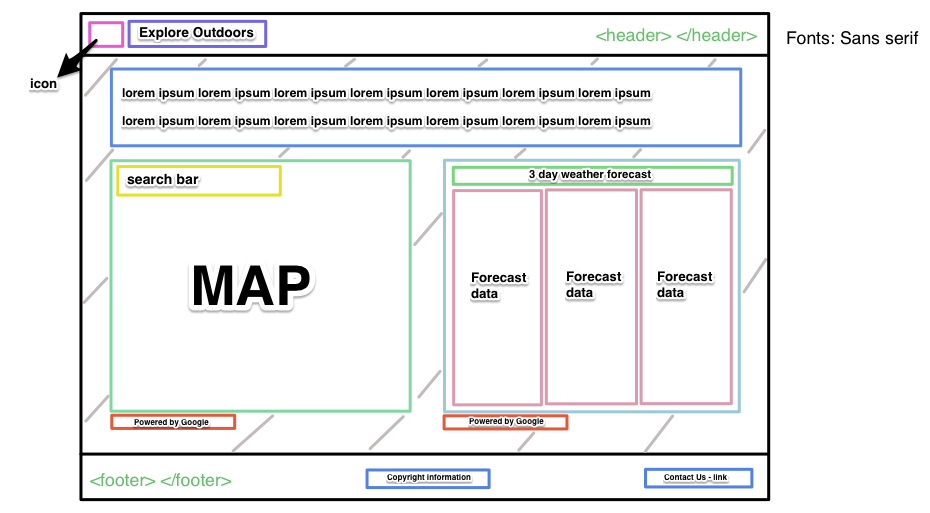 Explore Outdoors
<header> </header>
Fonts: Sans serif
icon
lorem ipsum lorem ipsum lorem ipsum lorem ipsum lorem ipsum lorem ipsum lorem ipsum
lorem ipsum lorem ipsum lorem ipsum lorem ipsum lorem ipsum lorem ipsum lorem ipsum
search bar
MAP
Powered by Google
3 day weather forecast
Forecast
data
Forecast
data
Forecast
data
Powered by Google
<footer> </footer>
Copyright information
Contact Us - link